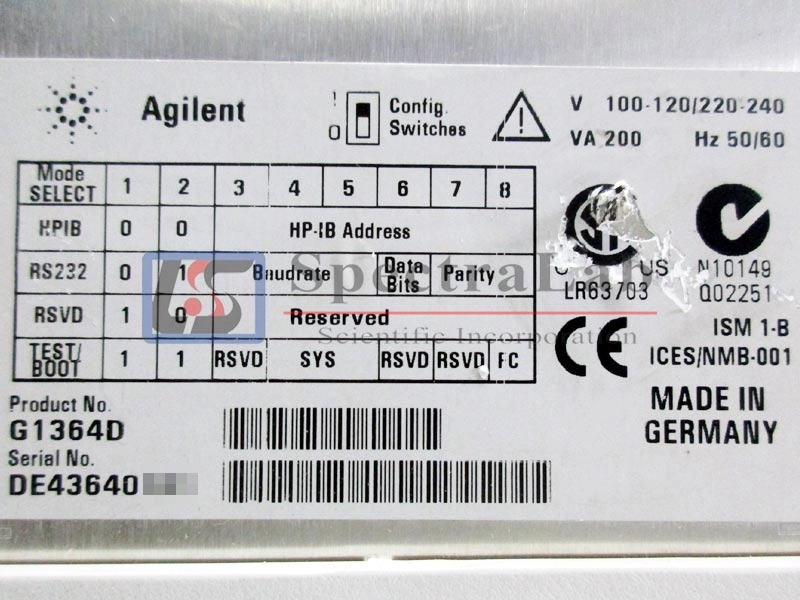 Agilent
1
0
Config.
Switches
V 100-120/220-240
VA 200 Hz 50/60
Mode SELECT 1 2 3 4 5 6 7 8
HPIB 0 0 HP-IB Address
RS232 0 1 Baudrate Data Bits Parity
RSVD 1 0 Reserved
TEST/BOOT 1 1 RSVD SYS RSVD RSVD FC
C US
LR63703
N10149
Q02251
CE
ISM 1-B
ICES/NMB-001
MADE IN
GERMANY
Product No.
G1364D
Serial No.
DE43640
SpectraLab
Scientific Incorporation